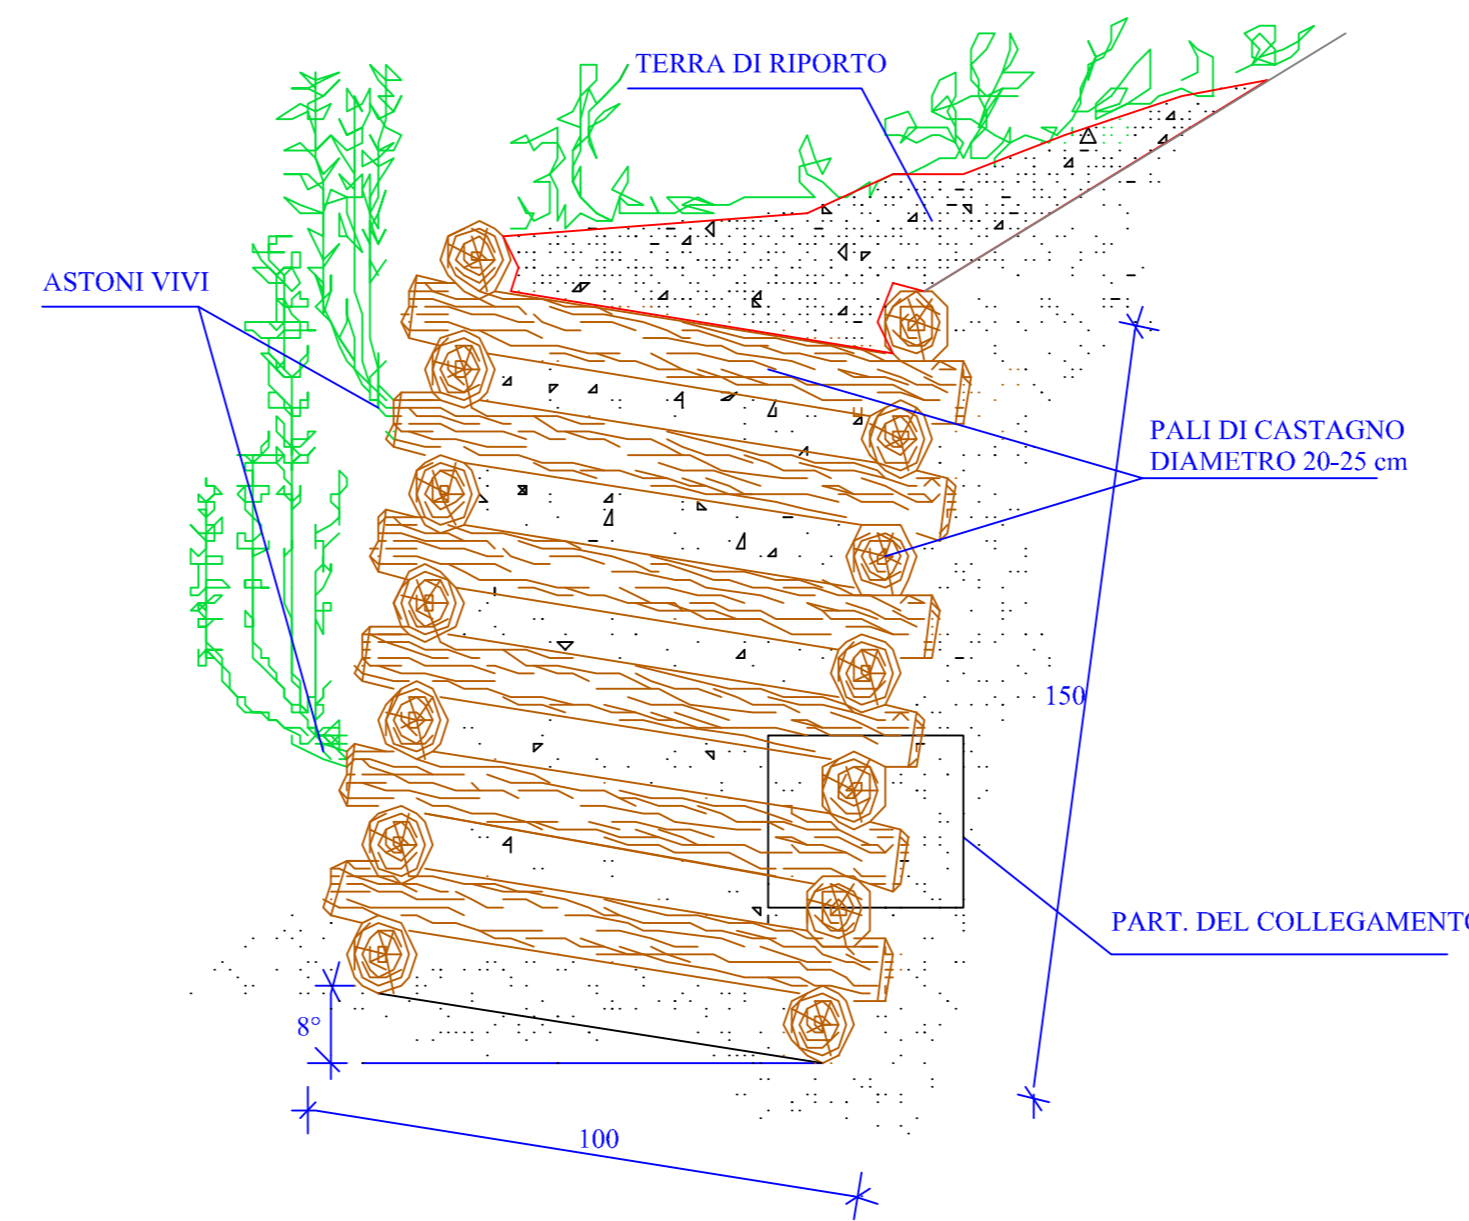 TERRA DI RIPORTO
ASTONI VIVI
PALI DI CASTAGNO
DIAMETRO 20-25 cm
150
PART. DEL COLLEGAMENTO
8°
100